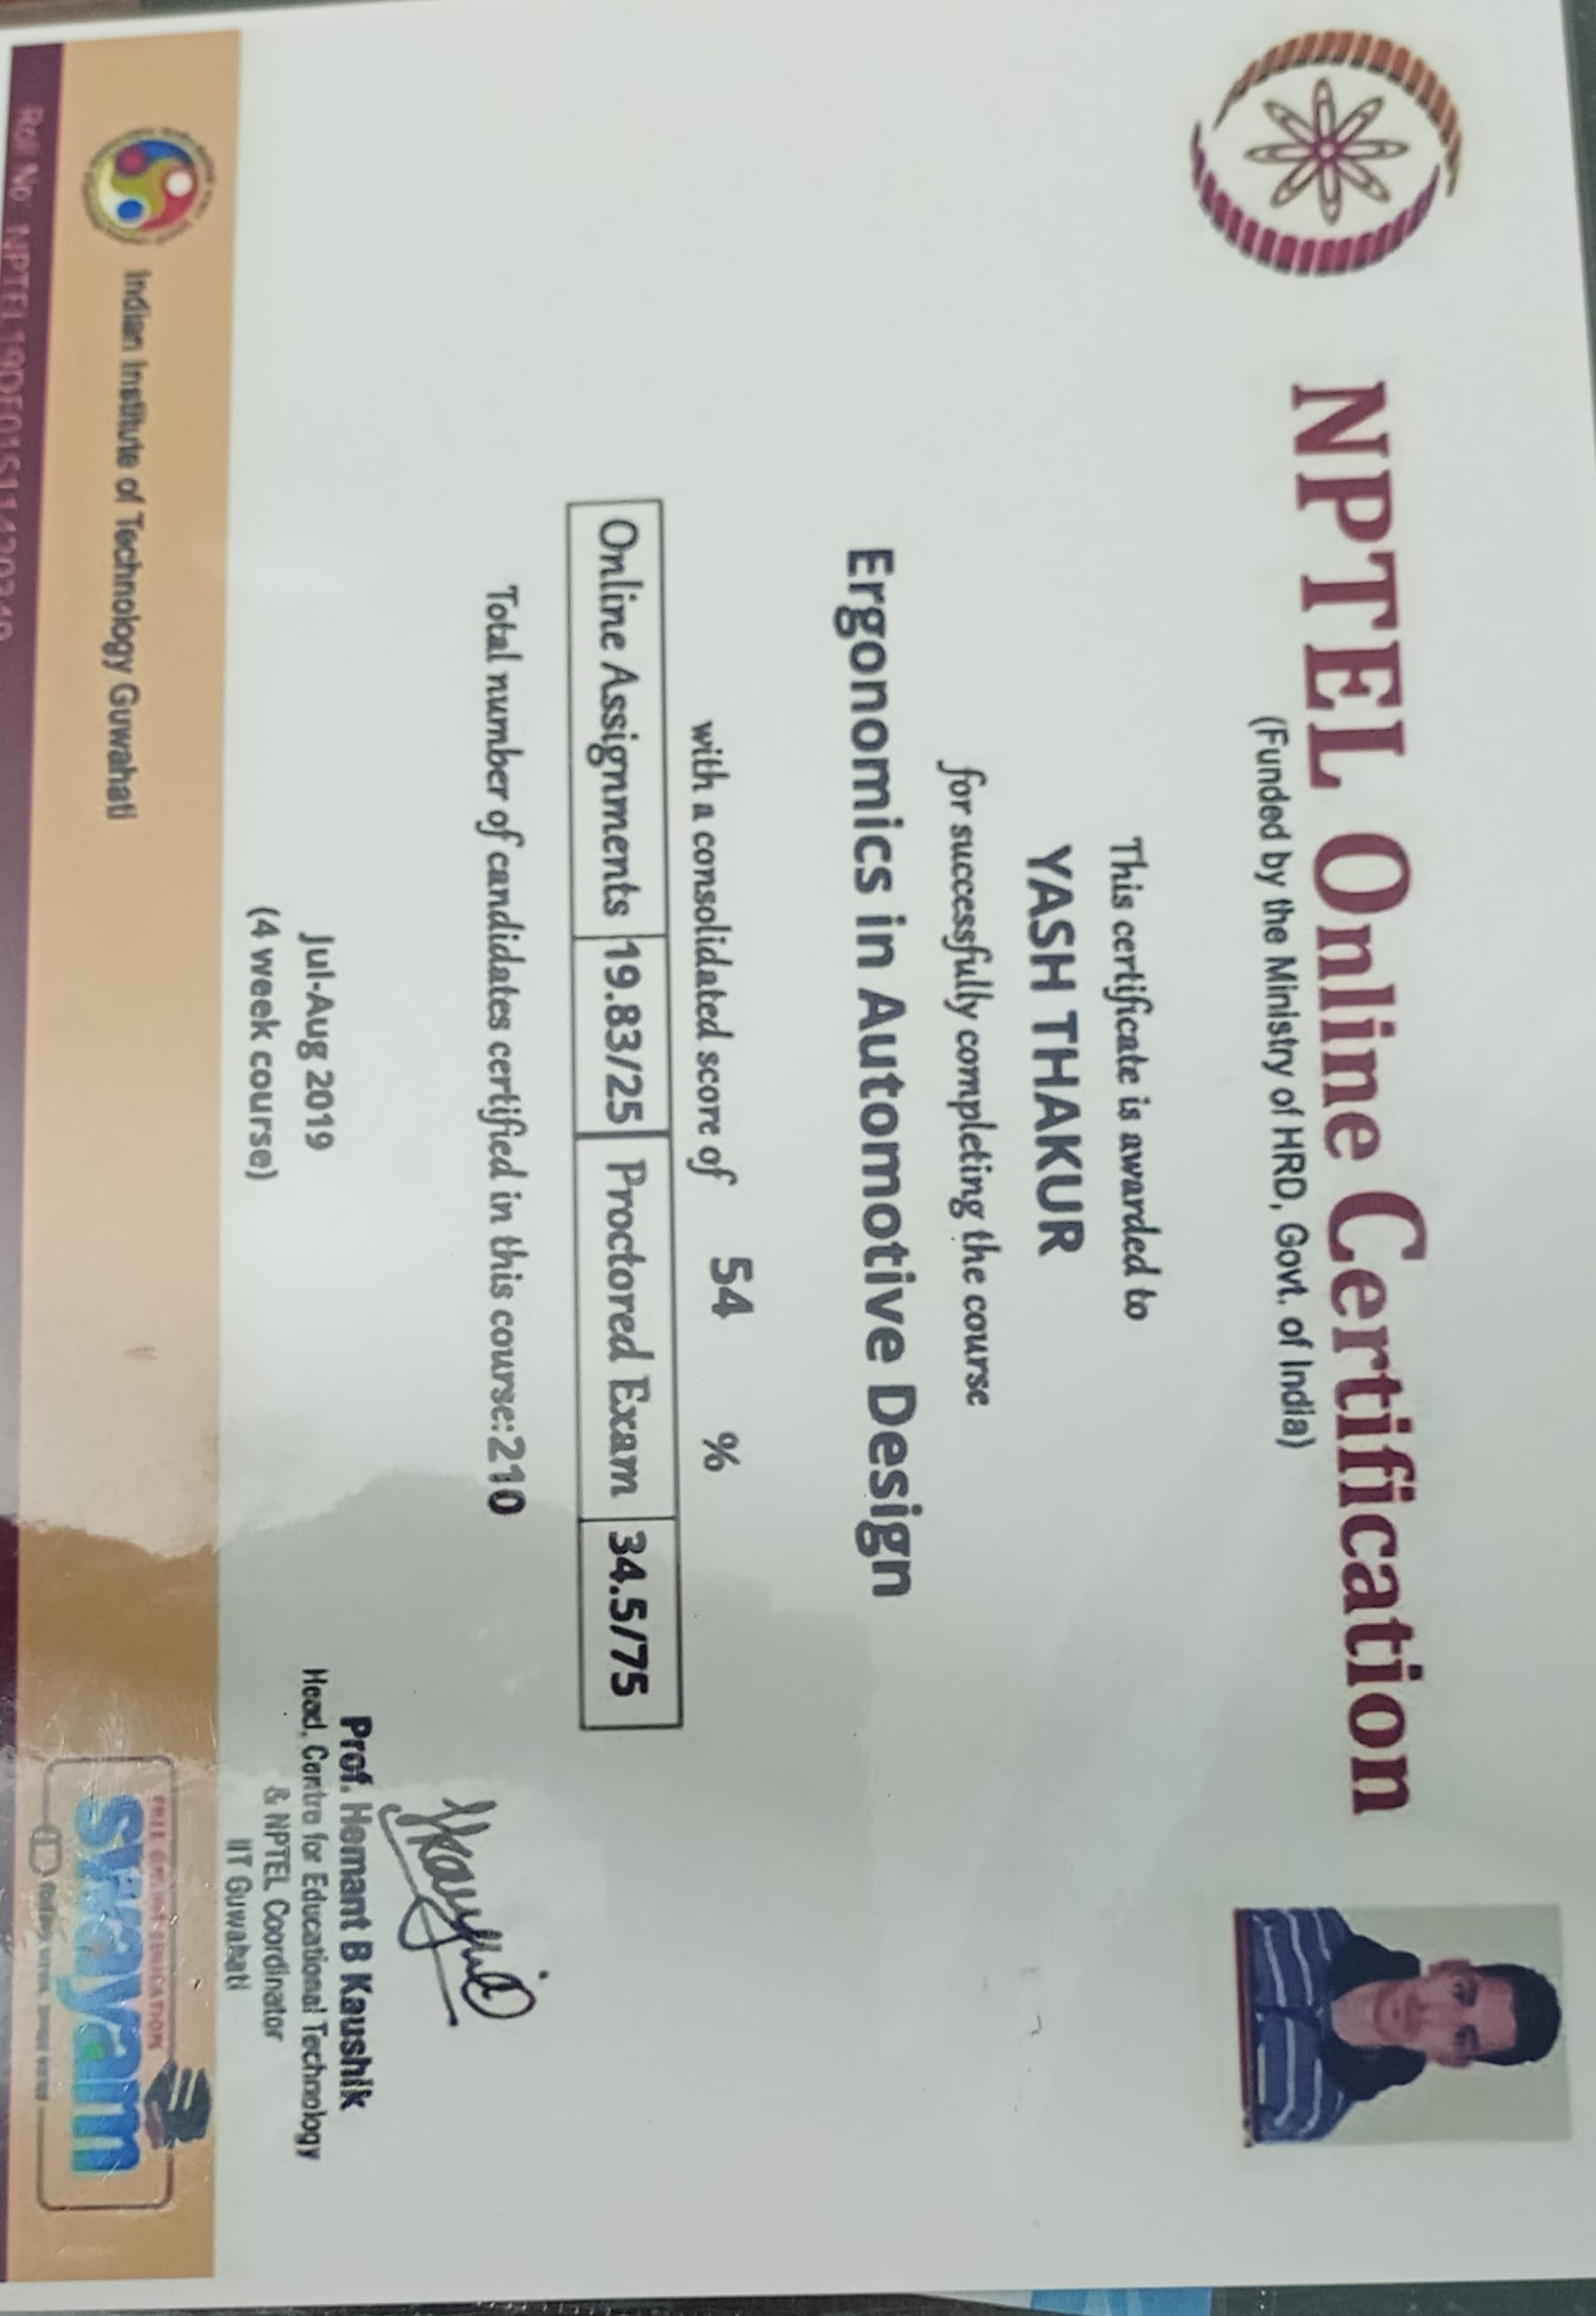 NPTEL Online Certification
(Funded by the Ministry of HRD, Govt. of India)
This certificate is awarded to
YASH THAKUR
for successfully completing the course
Ergonomics in Automotive Design
with a consolidated score of 54 %
Online Assignments 19.83/25 Proctored Exam 34.5/75
Total number of candidates certified in this course:210
Jul-Aug 2019
(4 week course)
Prof. Hemant B Kaushik
Head, Centre for Educational Technology
& NPTEL Coordinator
IIT Guwahati
Indian Institute of Technology Guwahati
FREE ONLINE EDUCATION
swayam
Roll No: